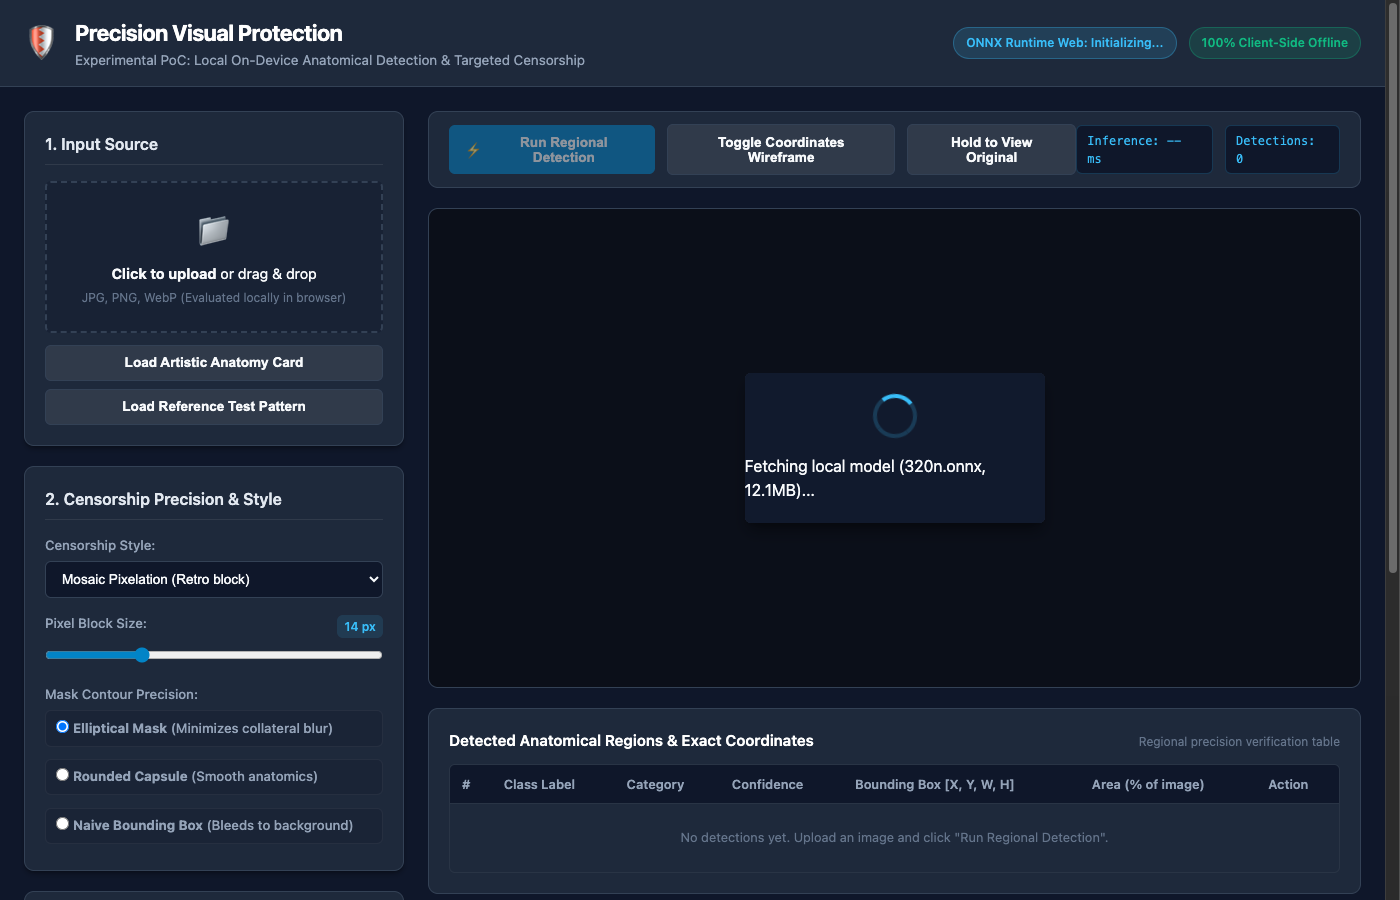 Precision Visual Protection
Experimental PoC: Local On-Device Anatomical Detection & Targeted Censorship
ONNX Runtime Web: Initializing...
100% Client-Side Offline
1. Input Source
Click to upload or drag & drop
JPG, PNG, WebP (Evaluated locally in browser)
Load Artistic Anatomy Card
Load Reference Test Pattern
2. Censorship Precision & Style
Censorship Style:
Mosaic Pixelation (Retro block)
Pixel Block Size:
14 px
Mask Contour Precision:
Elliptical Mask (Minimizes collateral blur)
Rounded Capsule (Smooth anatomics)
Naive Bounding Box (Bleeds to background)
Run Regional
Detection
Toggle Coordinates
Wireframe
Hold to View
Original
Inference: --
ms
Detections:
0
Fetching local model (320n.onnx,
12.1MB)...
Detected Anatomical Regions & Exact Coordinates
Regional precision verification table
# Class Label Category Confidence Bounding Box [X, Y, W, H] Area (% of image) Action
No detections yet. Upload an image and click "Run Regional Detection".